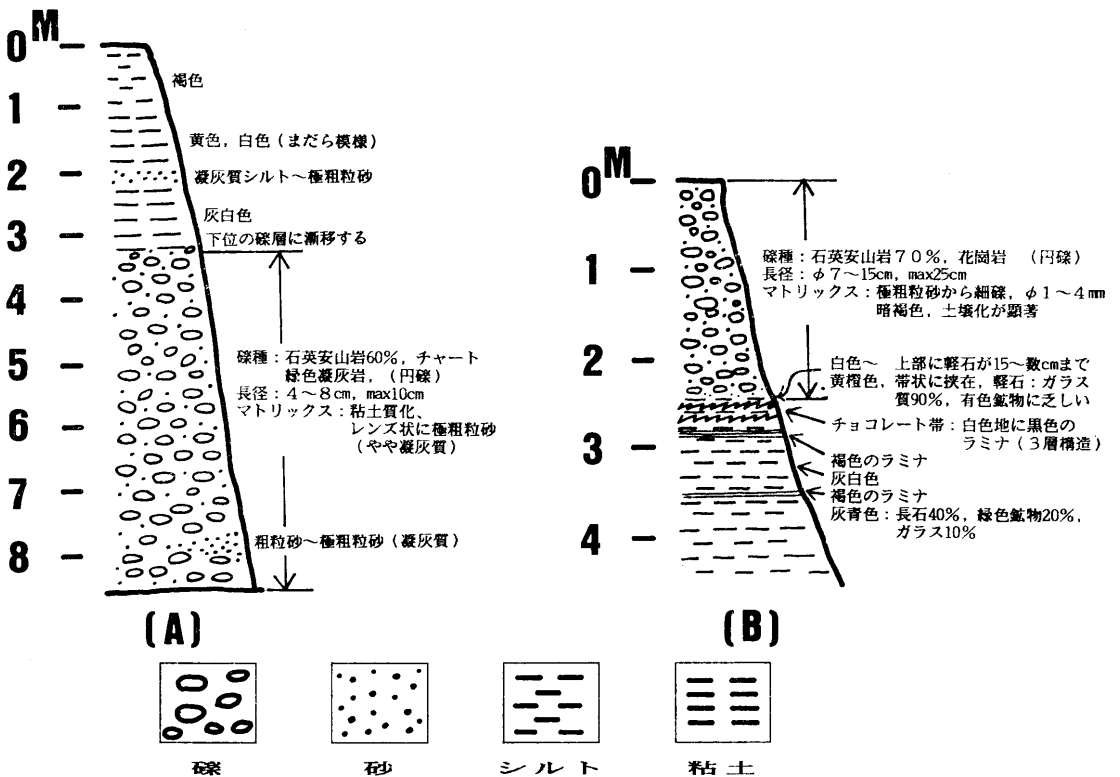 0 M
1
2
3
4
5
6
7
8
褐色
黄色，白色（まだら模様）
凝灰質シルト～極粗粒砂
灰白色
下位の礫層に漸移する
礫種：石英安山岩60%，チャート
緑色凝灰岩，（円礫）
長径：４～８cm，max10cm
マトリックス：粘土質化、
レンズ状に極粗粒砂
（やや凝灰質）
粗粒砂～極粗粒砂（凝灰質）
(A)
0 M
1
2
3
4
礫種：石英安山岩７０％，花崗岩　（円礫）
長径：φ７～15cm，max25cm
マトリックス：極粗粒砂から細礫，φ１～４mm
暗褐色，土壌化が顕著
白色～　上部に軽石が15～数cmまで
黄橙色，帯状に挟在，軽石：ガラス
質90%，有色鉱物に乏しい
チョコレート帯：白色地に黒色の
ラミナ（３層構造）
褐色のラミナ
灰白色
褐色のラミナ
灰青色：長石40%，緑色鉱物20%，
ガラス10%
(B)
礫　砂　シルト　粘土